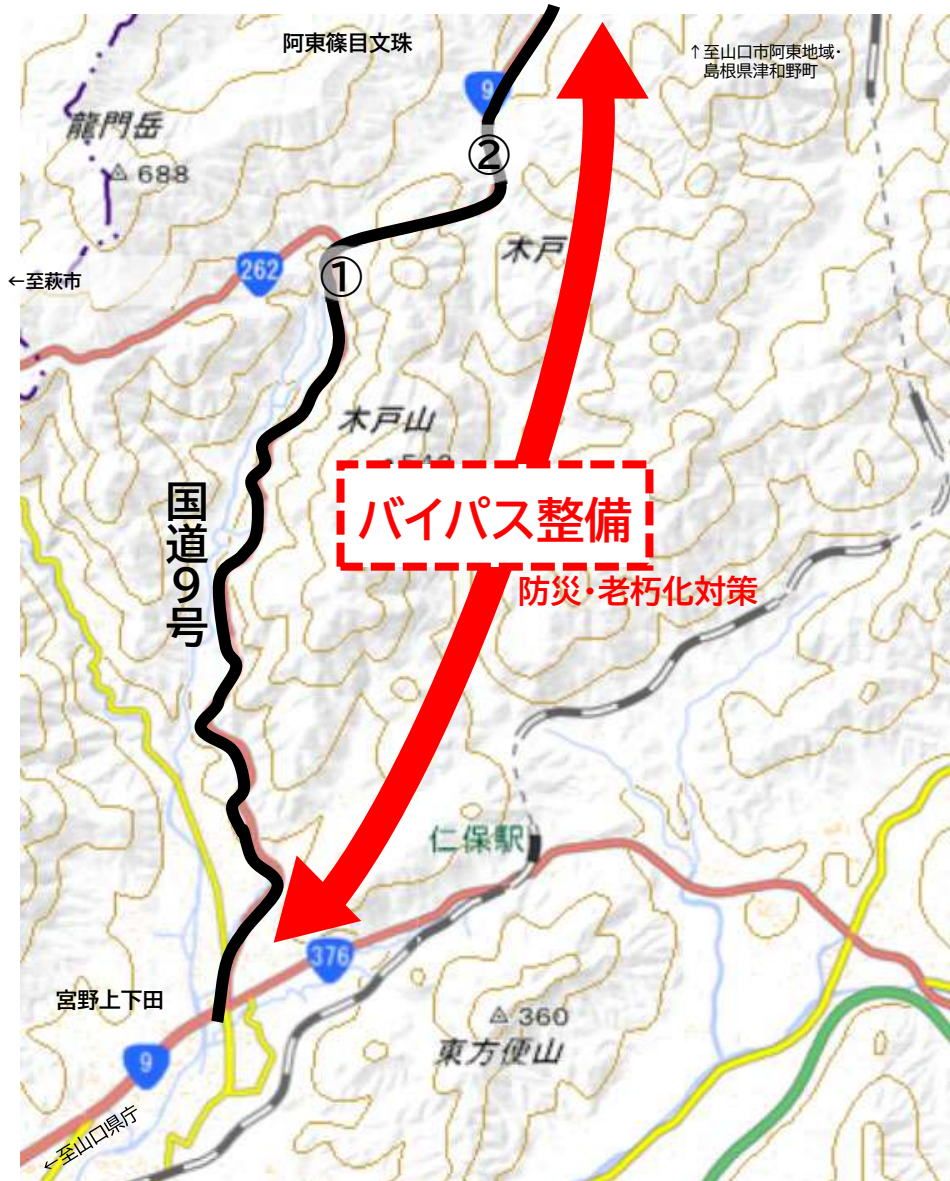 阿東篠目文珠
↑至山口市阿東地域・
島根県津和野町
9
龍門岳
688
②
木戸
262
①
←至萩市
木戸山
バイパス整備
国道9号
防災・老朽化対策
仁保駅
376
宮野上下田
360
東方便山
9
←至山口県庁